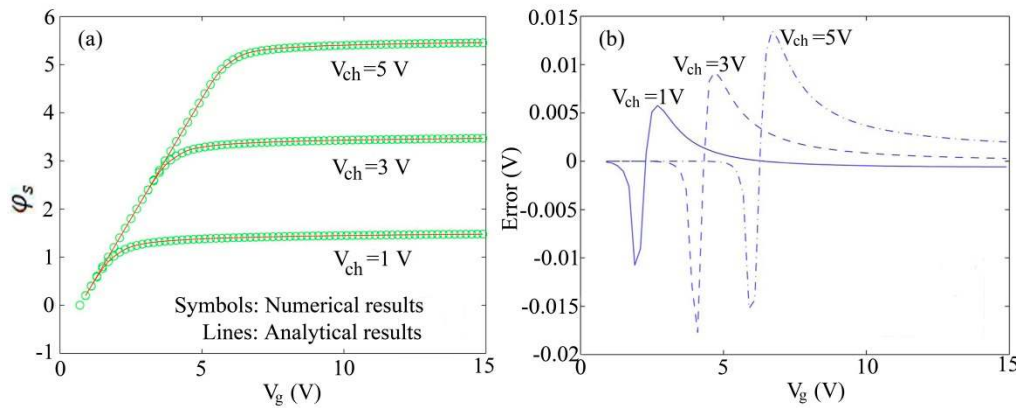 (a)
6
5
4
3
2
1
0
-1
φs
V_ch=5 V
V_ch=3 V
V_ch=1 V
Symbols: Numerical results
Lines: Analytical results
0 5 10 15
V_g (V)
(b)
0.015
0.01
0.005
0
-0.005
-0.01
-0.015
-0.02
Error (V)
V_ch=5V
V_ch=3V
V_ch=1V
0 5 10 15
V_g (V)